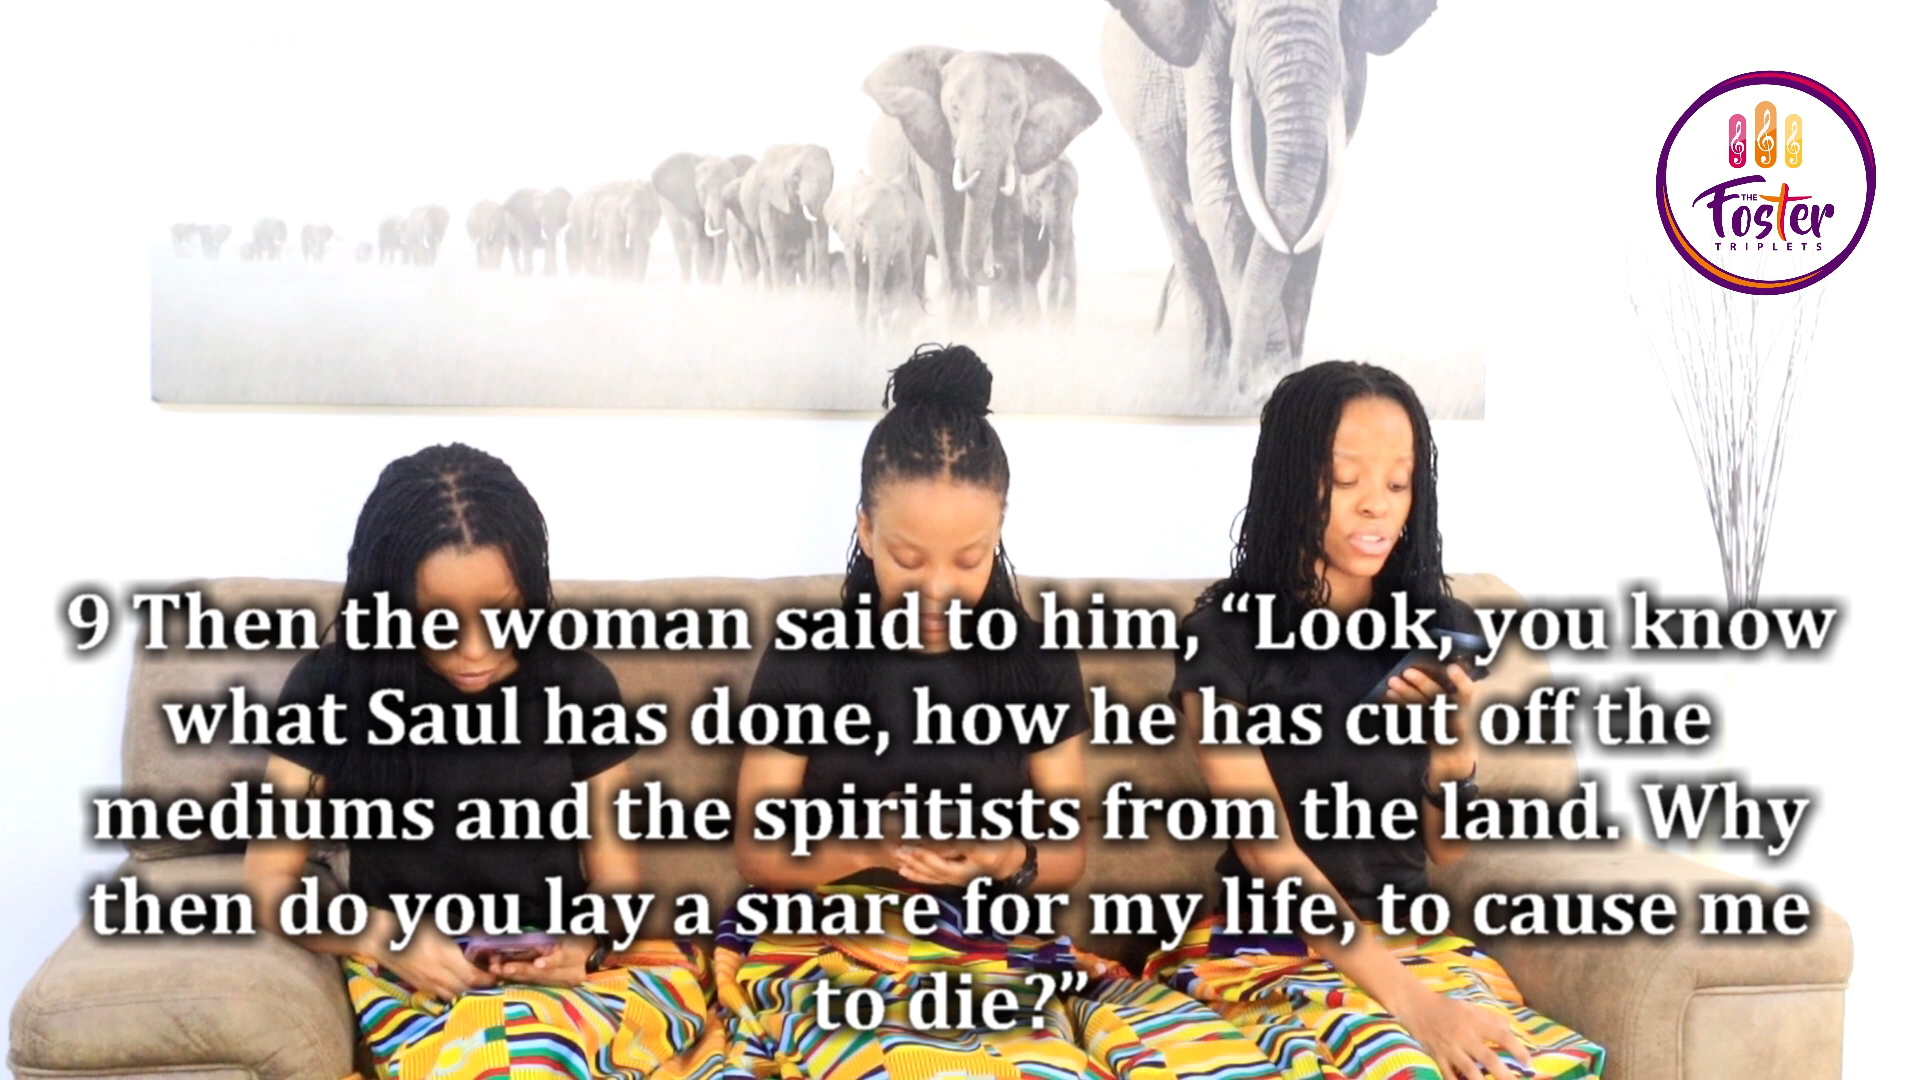 THE
Foster
TRIPLETS
9 Then the woman said to him, “Look, you know
what Saul has done, how he has cut off the
mediums and the spiritists from the land. Why
then do you lay a snare for my life, to cause me
to die?”